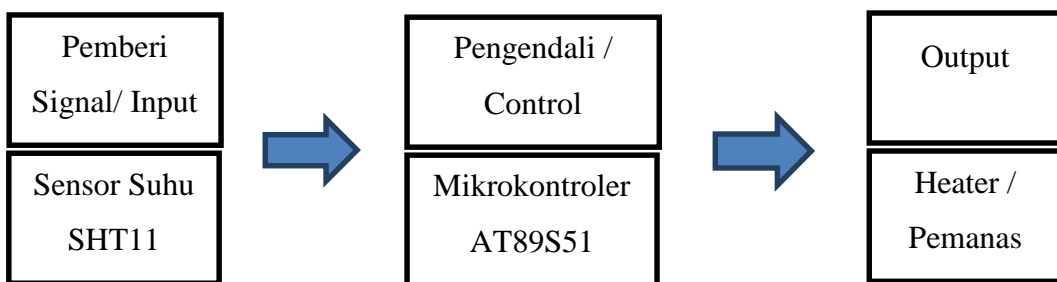 Pemberi
Signal/ Input
Sensor Suhu
SHT11
Pengendali /
Control
Mikrokontroler
AT89S51
Output
Heater /
Pemanas